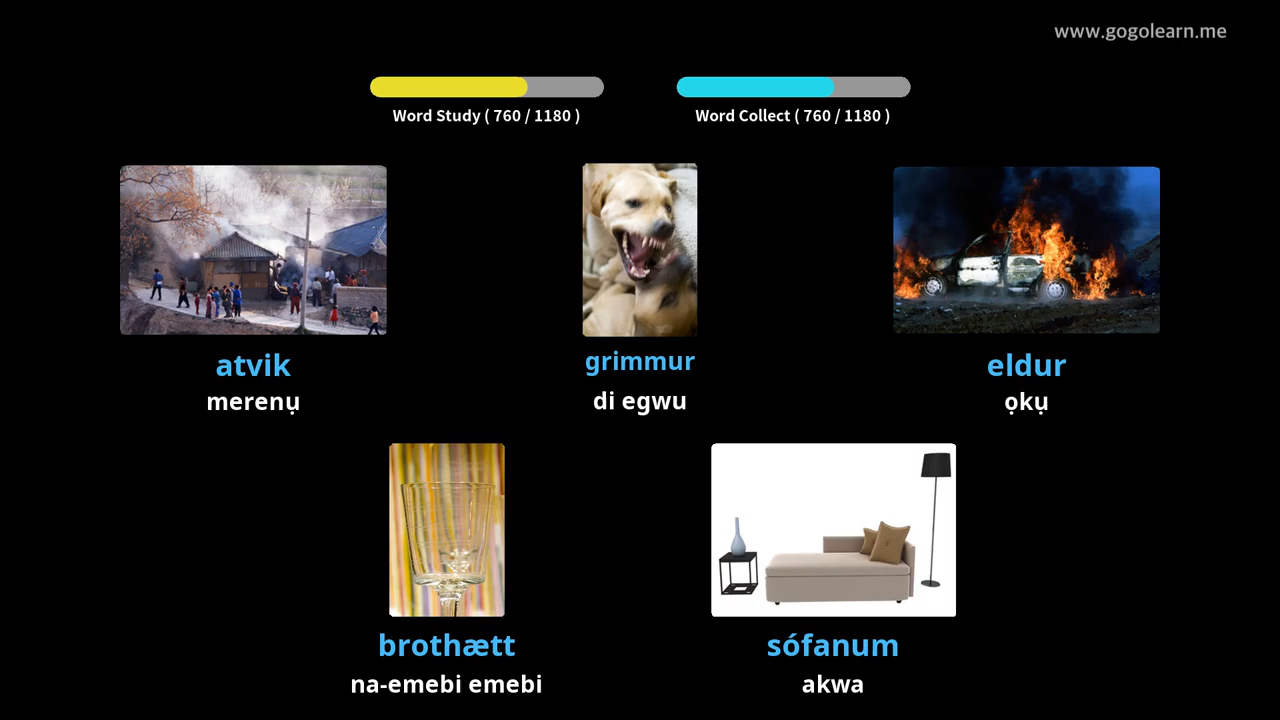 www.gogolearn.me
Word Study ( 760 / 1180 )
Word Collect ( 760 / 1180 )
atvik
merenụ
grimmur
di egwu
eldur
ọkụ
brothætt
na-emebi emebi
sófanum
akwa